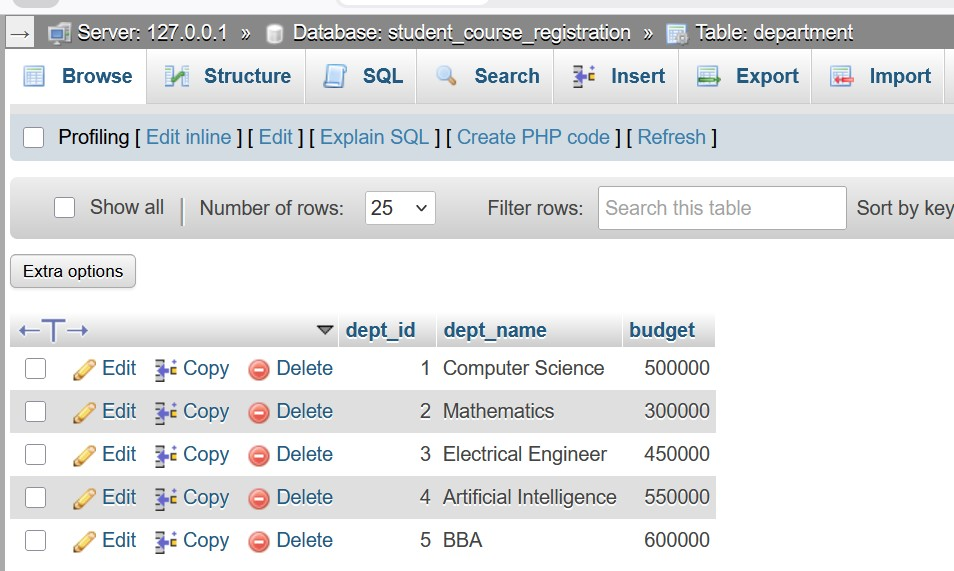 Server: 127.0.0.1 » Database: student_course_registration » Table: department
Browse Structure SQL Search Insert Export Import
Profiling [ Edit inline ] [ Edit ] [ Explain SQL ] [ Create PHP code ] [ Refresh ]
Show all | Number of rows: 25 Filter rows: Search this table Sort by key
Extra options
←T→ dept_id dept_name budget
Edit Copy Delete 1 Computer Science 500000
Edit Copy Delete 2 Mathematics 300000
Edit Copy Delete 3 Electrical Engineer 450000
Edit Copy Delete 4 Artificial Intelligence 550000
Edit Copy Delete 5 BBA 600000